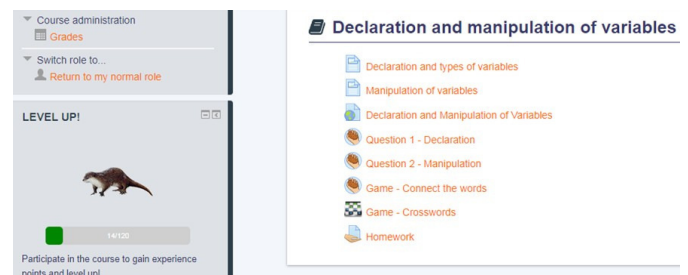 Course administration
Grades
Switch role to...
Return to my normal role
LEVEL UP!
14/120
Participate in the course to gain experience
points and level up!
Declaration and manipulation of variables
Declaration and types of variables
Manipulation of variables
Declaration and Manipulation of Variables
Question 1 - Declaration
Question 2 - Manipulation
Game - Connect the words
Game - Crosswords
Homework